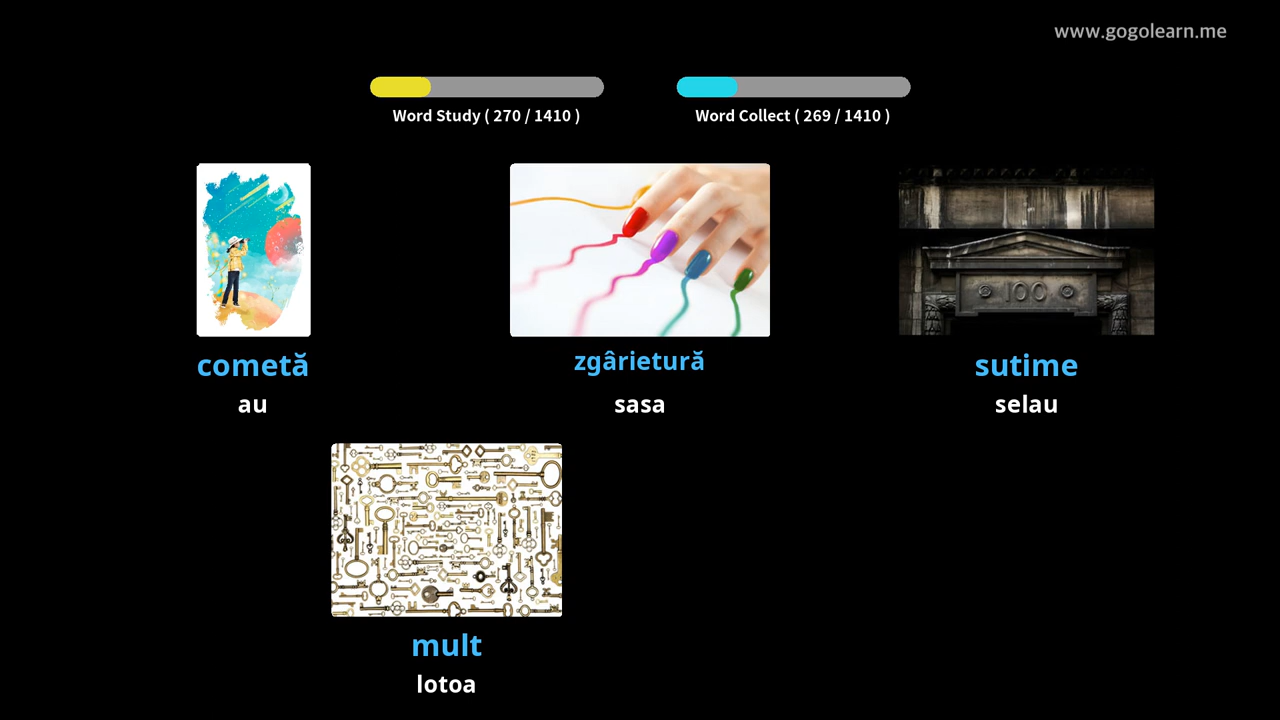 www.gogolearn.me
Word Study ( 270 / 1410 )
Word Collect ( 269 / 1410 )
100
cometă
au
zgârietură
sasa
sutime
selau
mult
lotoa